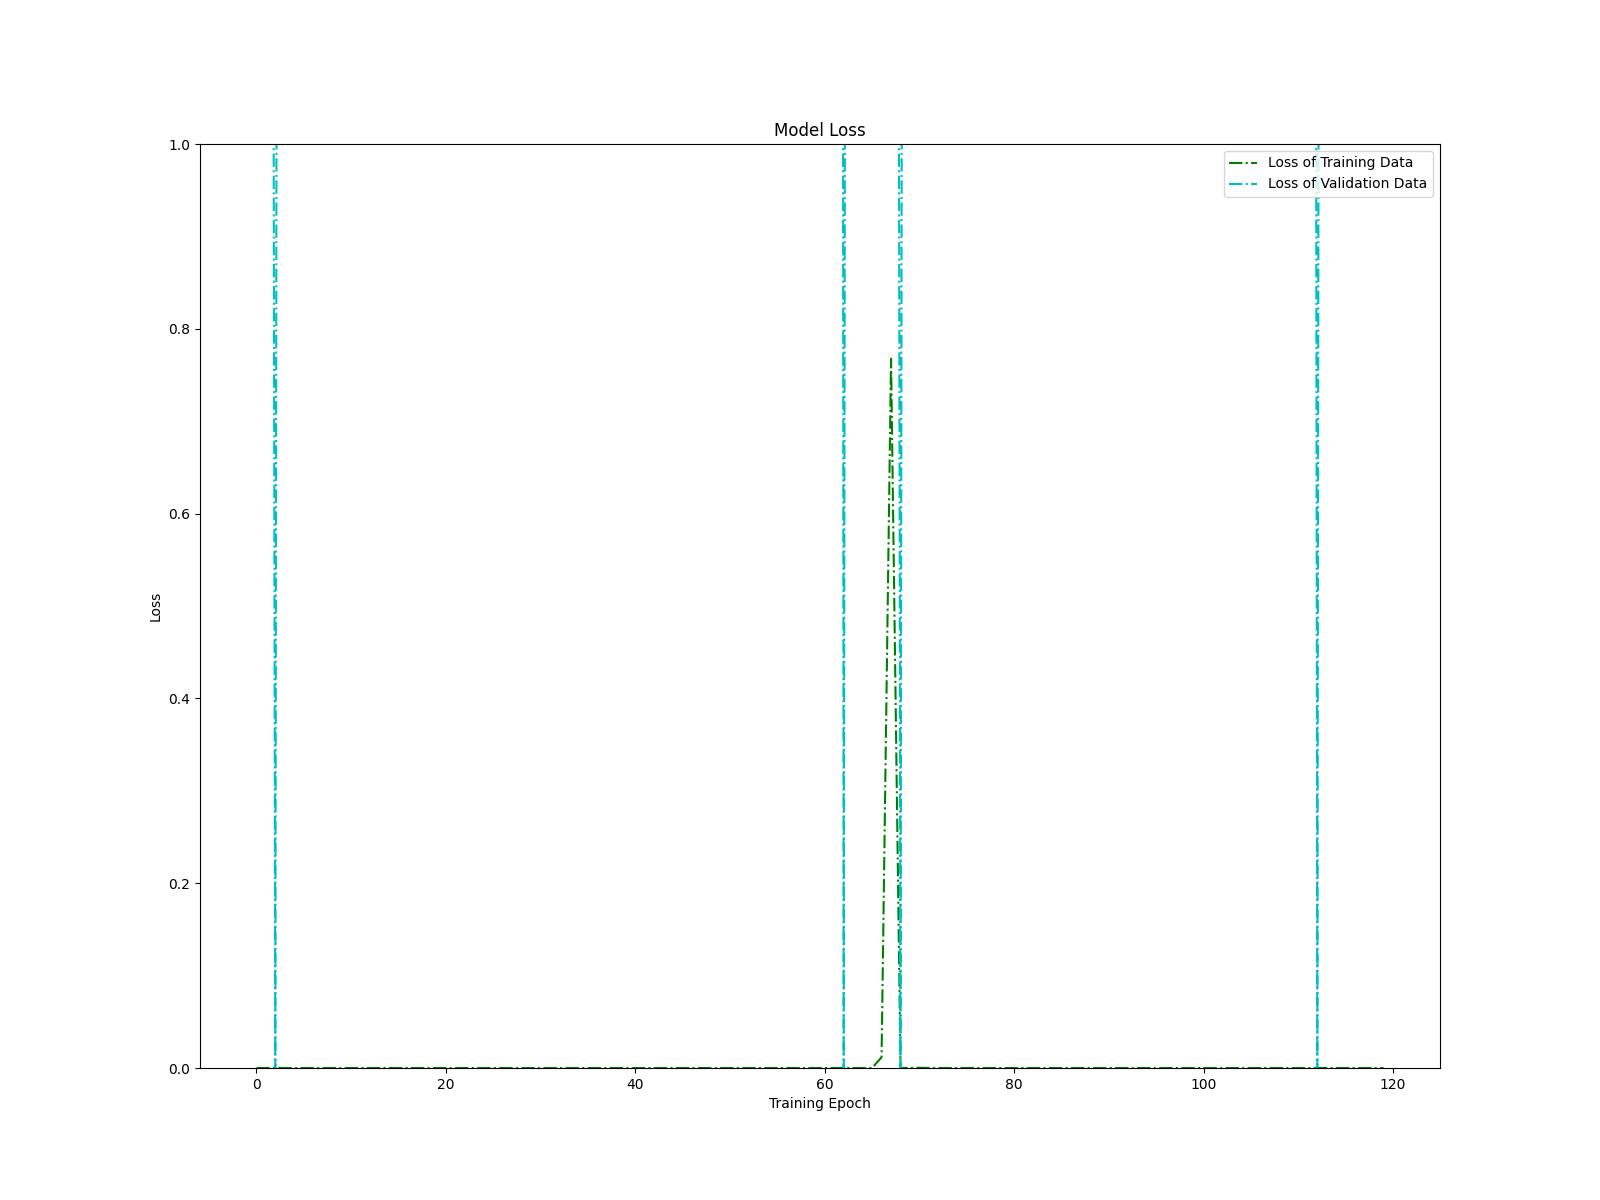 Model Loss
Loss of Training Data
Loss of Validation Data
1.0
0.8
0.6
0.4
0.2
0.0
Loss
0 20 40 60 80 100 120
Training Epoch